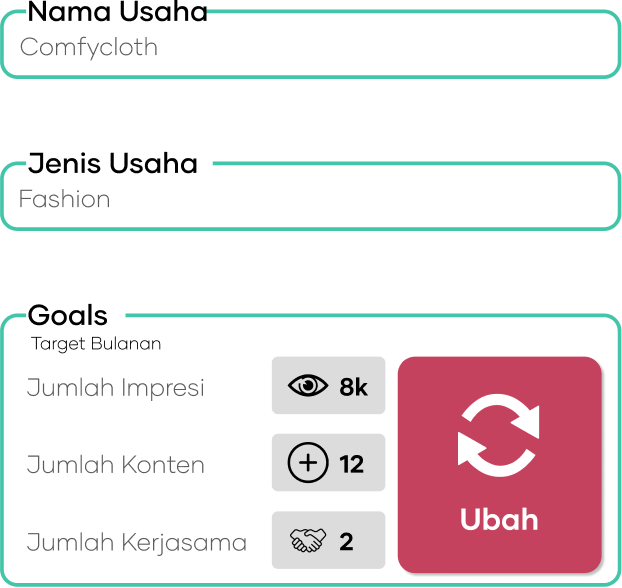 Nama Usaha
Comfycloth
Jenis Usaha
Fashion
Goals
Target Bulanan
Jumlah Impresi 8k
Jumlah Konten 12
Jumlah Kerjasama 2
Ubah